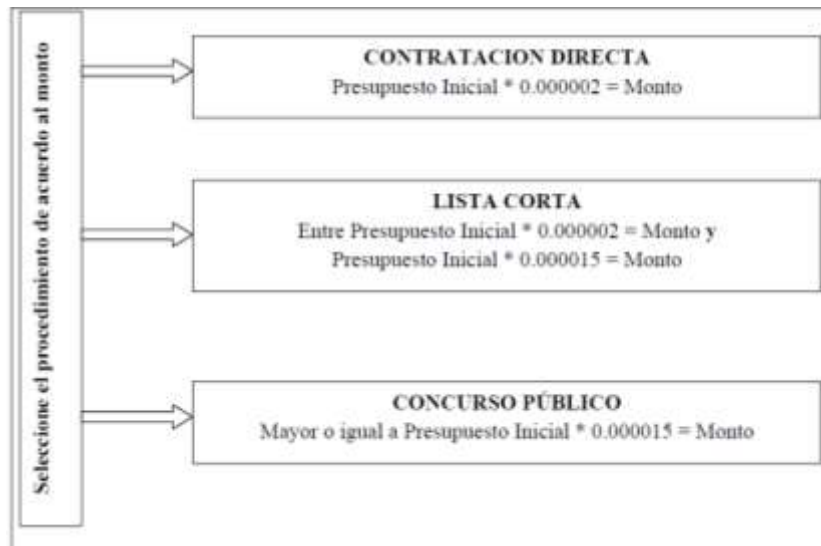 Seleccione el procedimiento de acuerdo al monto
CONTRATACION DIRECTA
Presupuesto Inicial * 0.000002 = Monto
LISTA CORTA
Entre Presupuesto Inicial * 0.000002 = Monto y
Presupuesto Inicial * 0.000015 = Monto
CONCURSO PÚBLICO
Mayor o igual a Presupuesto Inicial * 0.000015 = Monto